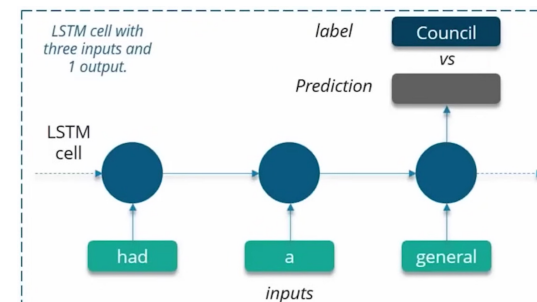 LSTM cell with
three inputs and
1 output.
label
Council
vs
Prediction
LSTM
cell
had
a
general
inputs